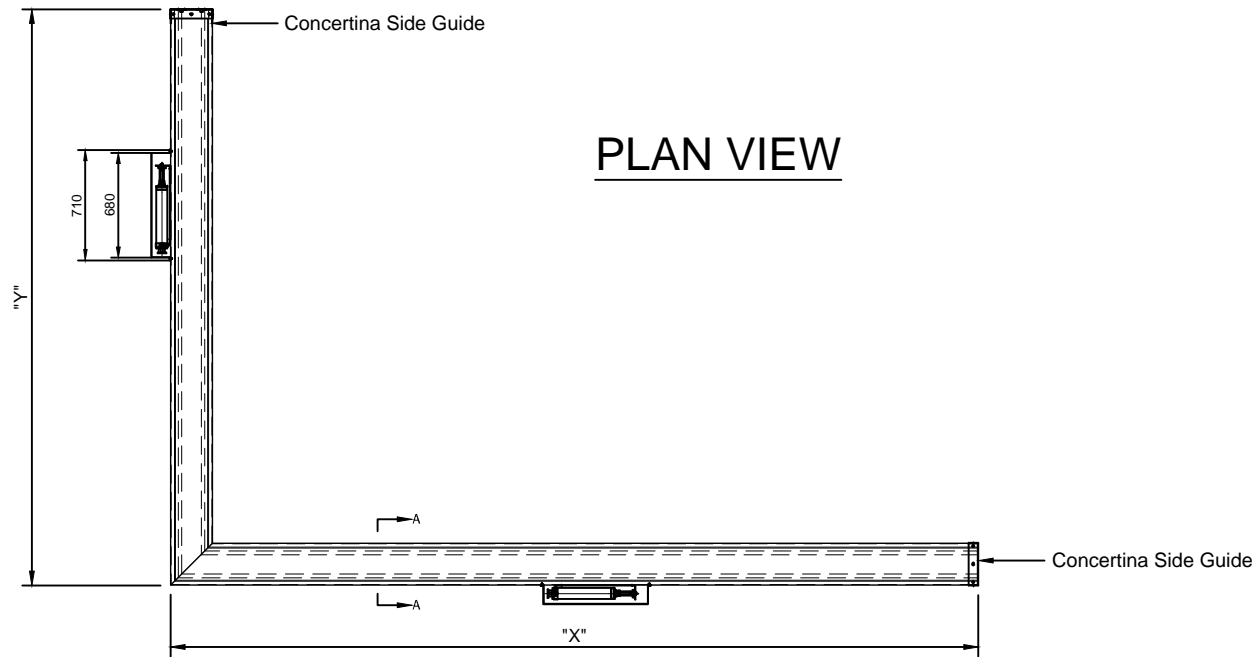 Concertina Side Guide
PLAN VIEW
710
680
"Y"
A
A
Concertina Side Guide
"X"